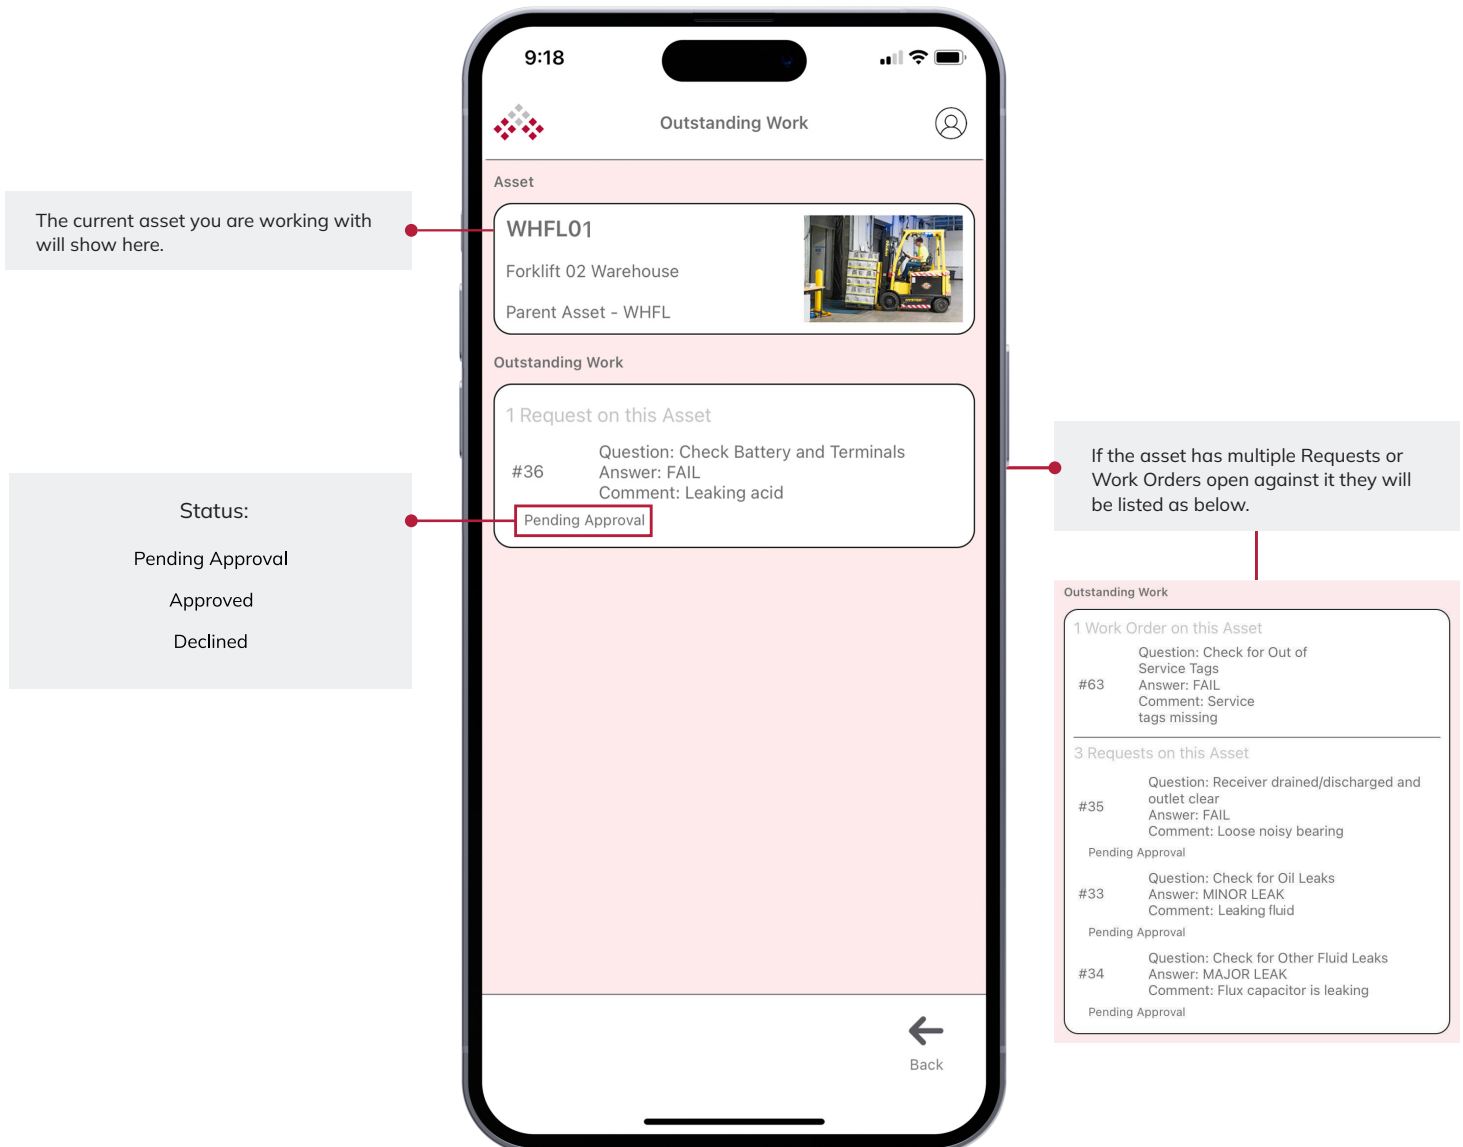 9:18
Outstanding Work
Asset
WHFL01
Forklift 02 Warehouse
Parent Asset - WHFL
The current asset you are working with
will show here.
Outstanding Work
1 Request on this Asset
#36
Question: Check Battery and Terminals
Answer: FAIL
Comment: Leaking acid
Pending Approval
Status:
Pending Approval
Approved
Declined
If the asset has multiple Requests or
Work Orders open against it they will
be listed as below.
Outstanding Work
1 Work Order on this Asset
#63
Question: Check for Out of
Service Tags
Answer: FAIL
Comment: Service
tags missing
3 Requests on this Asset
#35
Question: Receiver drained/discharged and
outlet clear
Answer: FAIL
Comment: Loose noisy bearing
Pending Approval
#33
Question: Check for Oil Leaks
Answer: MINOR LEAK
Comment: Leaking fluid
Pending Approval
#34
Question: Check for Other Fluid Leaks
Answer: MAJOR LEAK
Comment: Flux capacitor is leaking
Pending Approval
Back